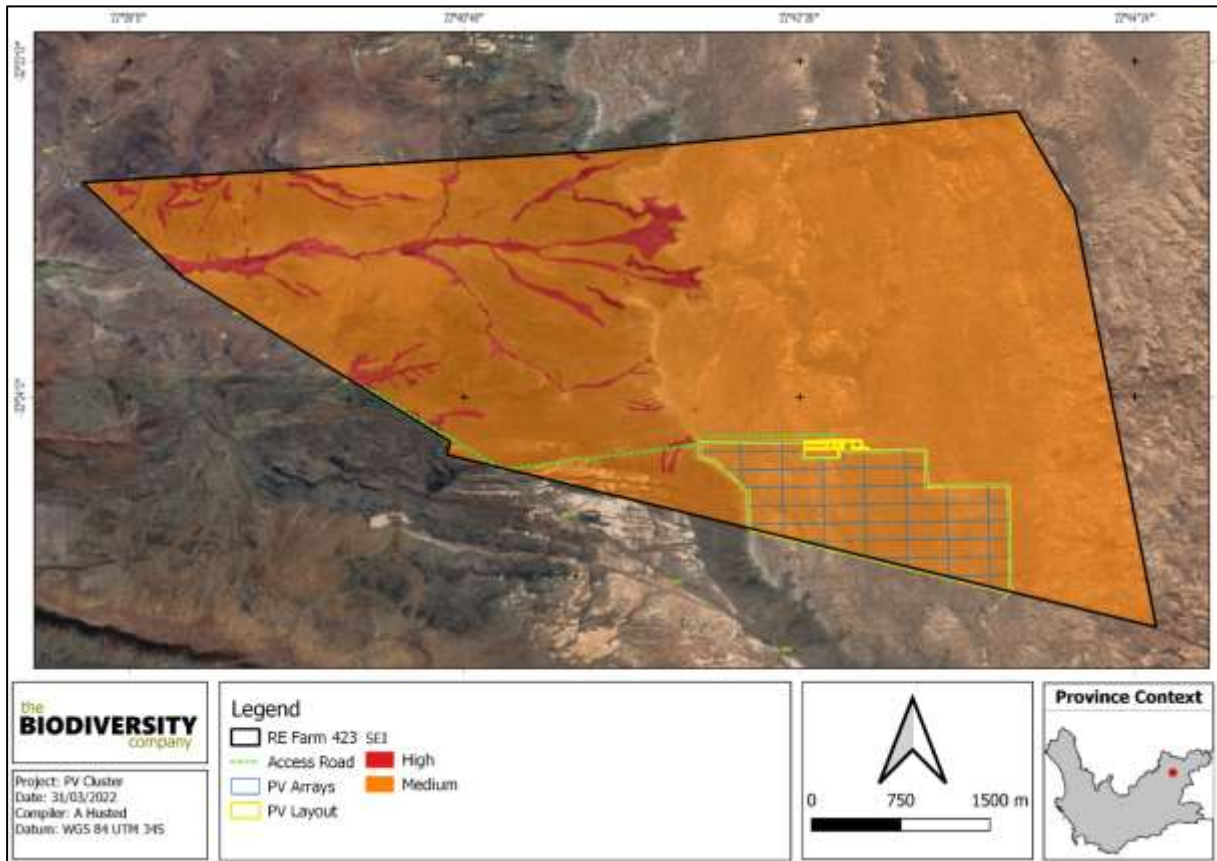 the
BIODIVERSITY
company
Project: PV Cluster
Date: 31/03/2022
Compiler: A Husted
Datum: WGS 84 UTM 34S
Legend
RE Farm 423
Access Road
PV Arrays
PV Layout
SEI
High
Medium
0 750 1500 m
Province Context